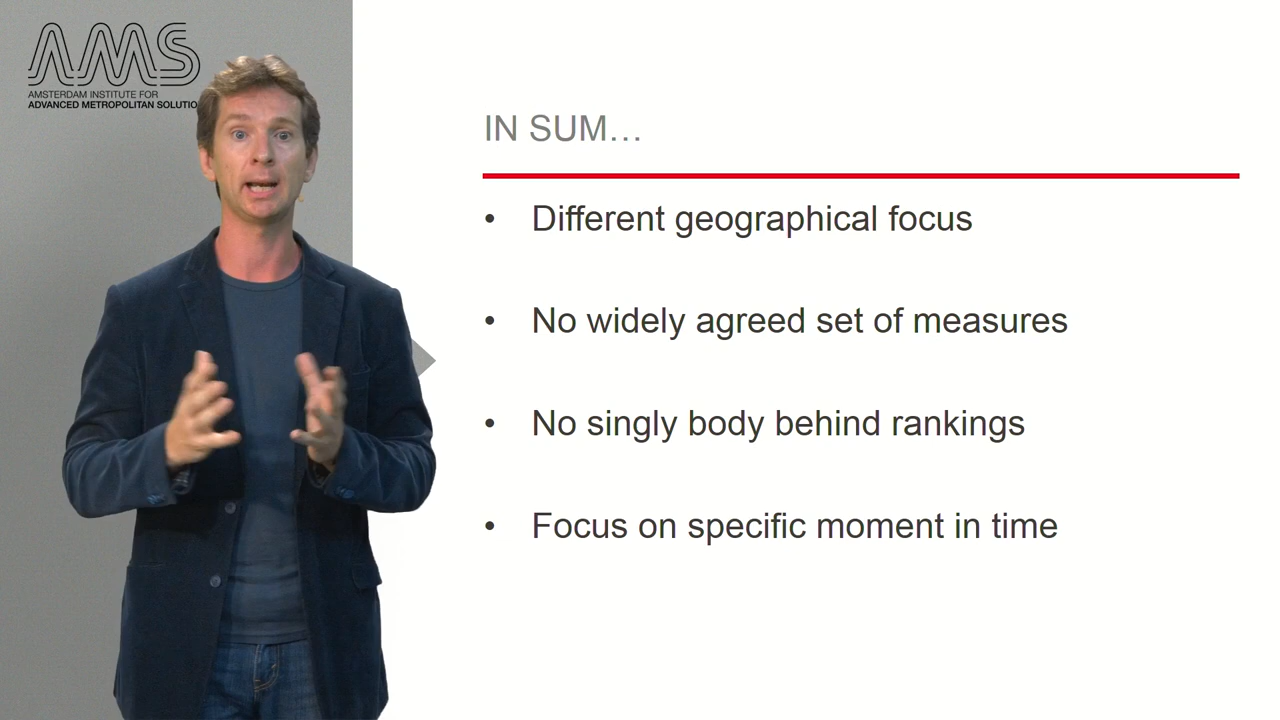 AMS
AMSTERDAM INSTITUTE FOR
ADVANCED METROPOLITAN SOLUTIO
IN SUM…
• Different geographical focus
• No widely agreed set of measures
• No singly body behind rankings
• Focus on specific moment in time